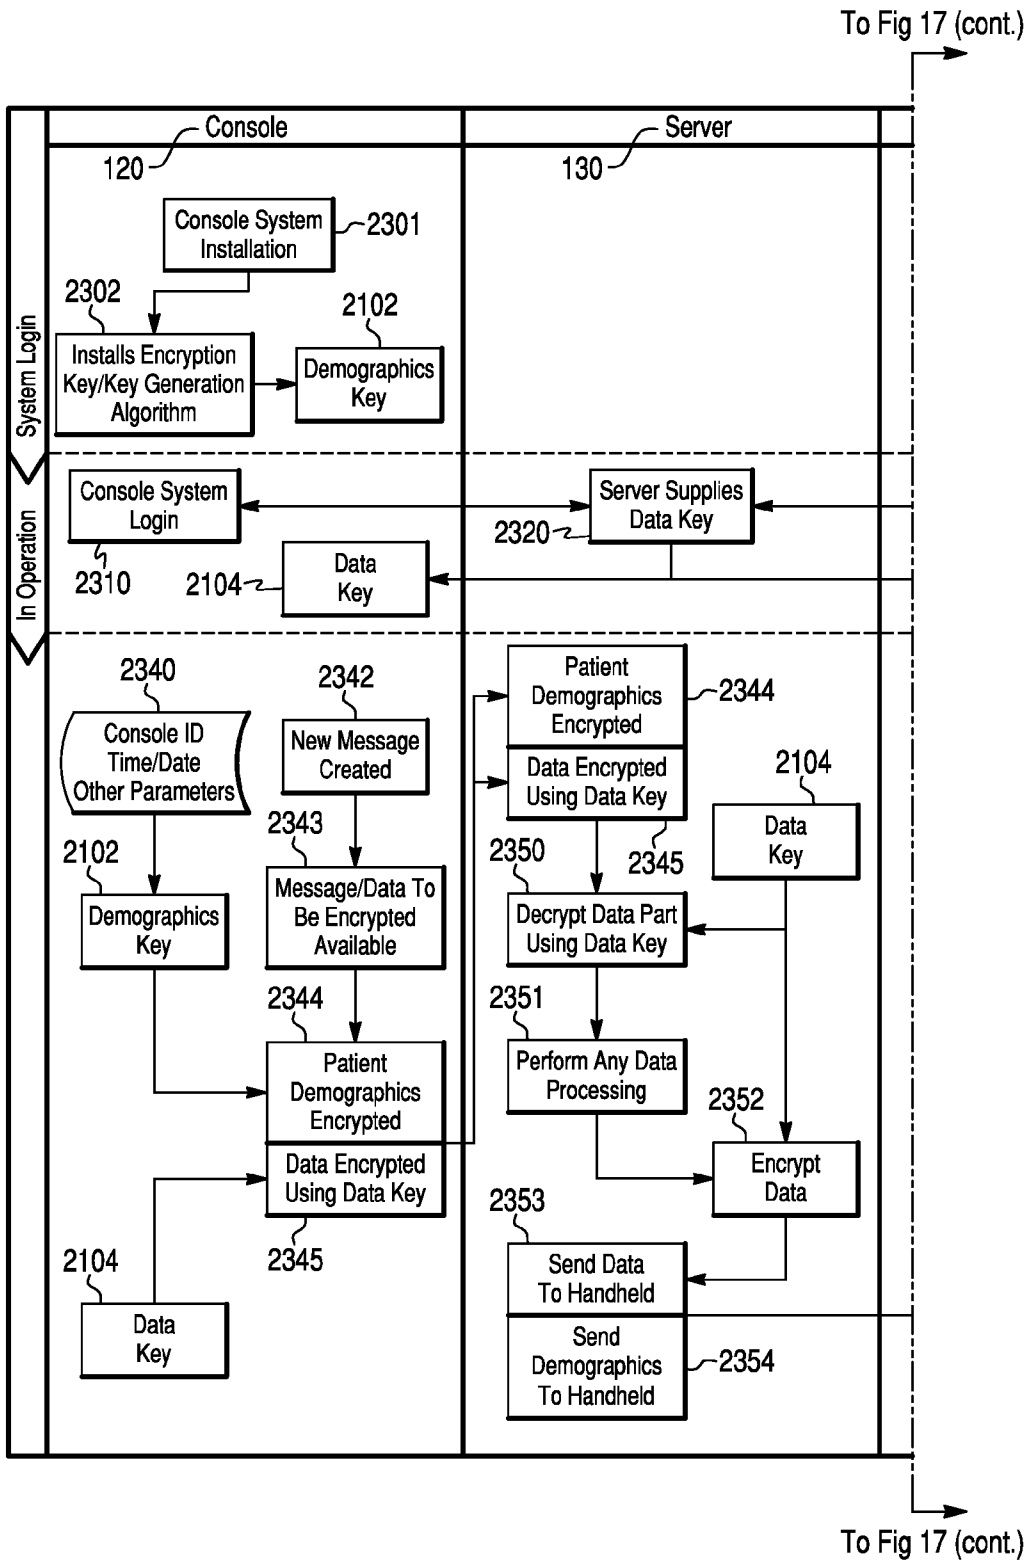 To Fig 17 (cont.)
Console
Server
120
130
System Login
Console System
Installation
2301
2302
Installs Encryption
Key/Key Generation
Algorithm
2102
Demographics
Key
In Operation
Console System
Login
2310
Server Supplies
Data Key
2320
2104
Data
Key
2340
Console ID
Time/Date
Other Parameters
2342
New Message
Created
Patient
Demographics
Encrypted
2344
Data Encrypted
Using Data Key
2345
2104
Data
Key
2102
Demographics
Key
2343
Message/Data To
Be Encrypted
Available
2350
Decrypt Data Part
Using Data Key
2344
Patient
Demographics
Encrypted
Data Encrypted
Using Data Key
2345
2351
Perform Any Data
Processing
2352
Encrypt
Data
2104
Data
Key
2353
Send Data
To Handheld
Send
Demographics
To Handheld
2354
To Fig 17 (cont.)